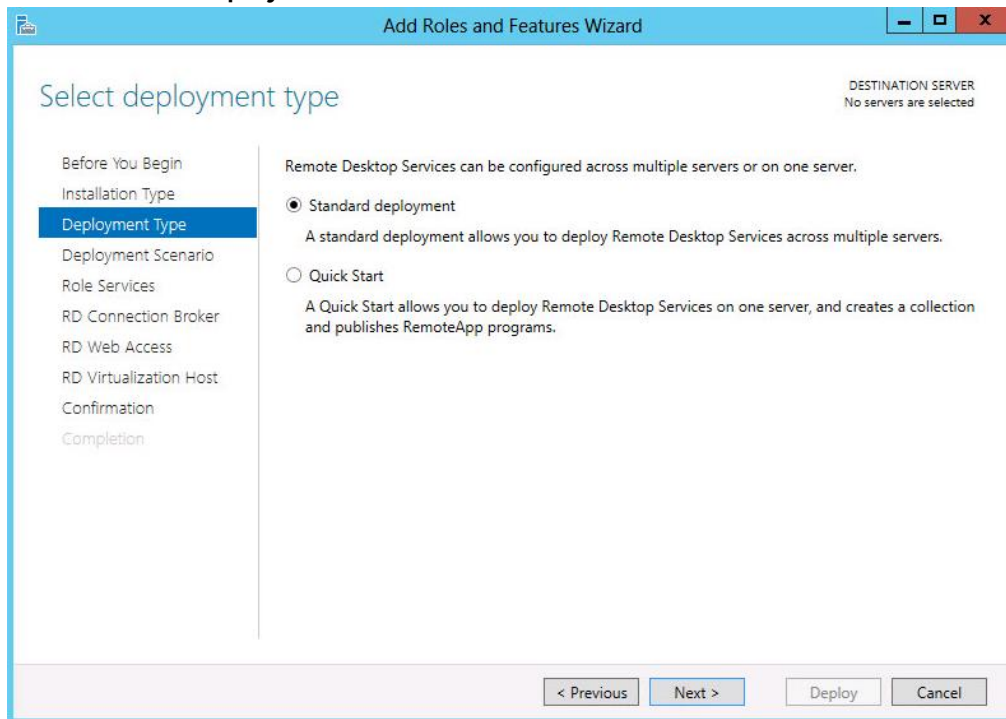 Add Roles and Features Wizard
Select deployment type
DESTINATION SERVER
No servers are selected
Before You Begin
Installation Type
Deployment Type
Deployment Scenario
Role Services
RD Connection Broker
RD Web Access
RD Virtualization Host
Confirmation
Completion
Remote Desktop Services can be configured across multiple servers or on one server.
Standard deployment
A standard deployment allows you to deploy Remote Desktop Services across multiple servers.
Quick Start
A Quick Start allows you to deploy Remote Desktop Services on one server, and creates a collection
and publishes RemoteApp programs.
< Previous
Next >
Deploy
Cancel